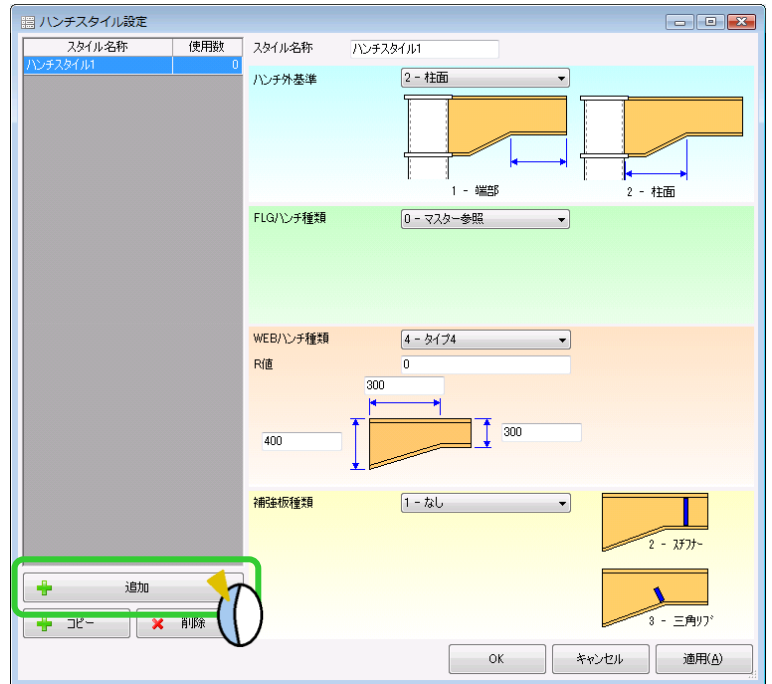 ハンチスタイル設定
スタイル名称 使用数
ハンチスタイル1 0
スタイル名称 ハンチスタイル1
ハンチ外基準 2 - 柱面
1 - 端部 2 - 柱面
FLGハンチ種類 0 - マスター参照
WEBハンチ種類 4 - タイプ4
R値 0
300
400 300
補強板種類 1 - なし
2 - ｽﾁﾌﾅｰ
3 - 三角ﾘﾌﾞ
追加
コピー 削除
OK キャンセル 適用(A)